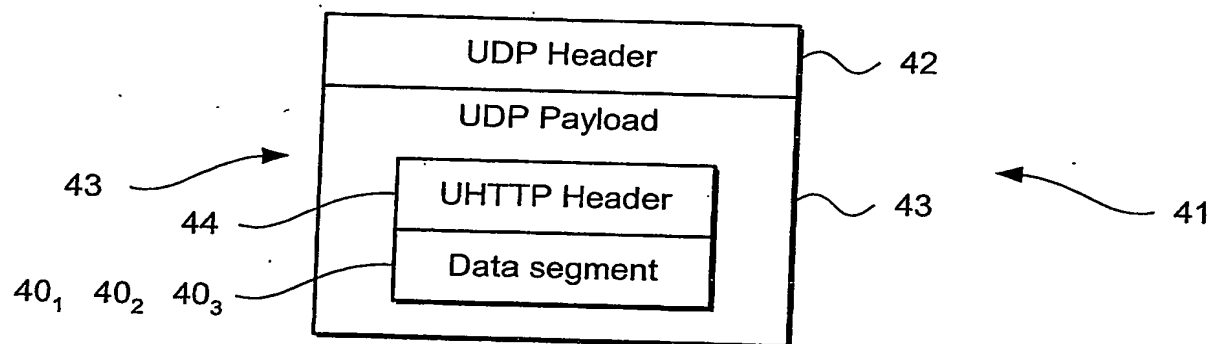 UDP Header
42
UDP Payload
43
UHTTP Header
43
41
44
Data segment
40₁ 40₂ 40₃